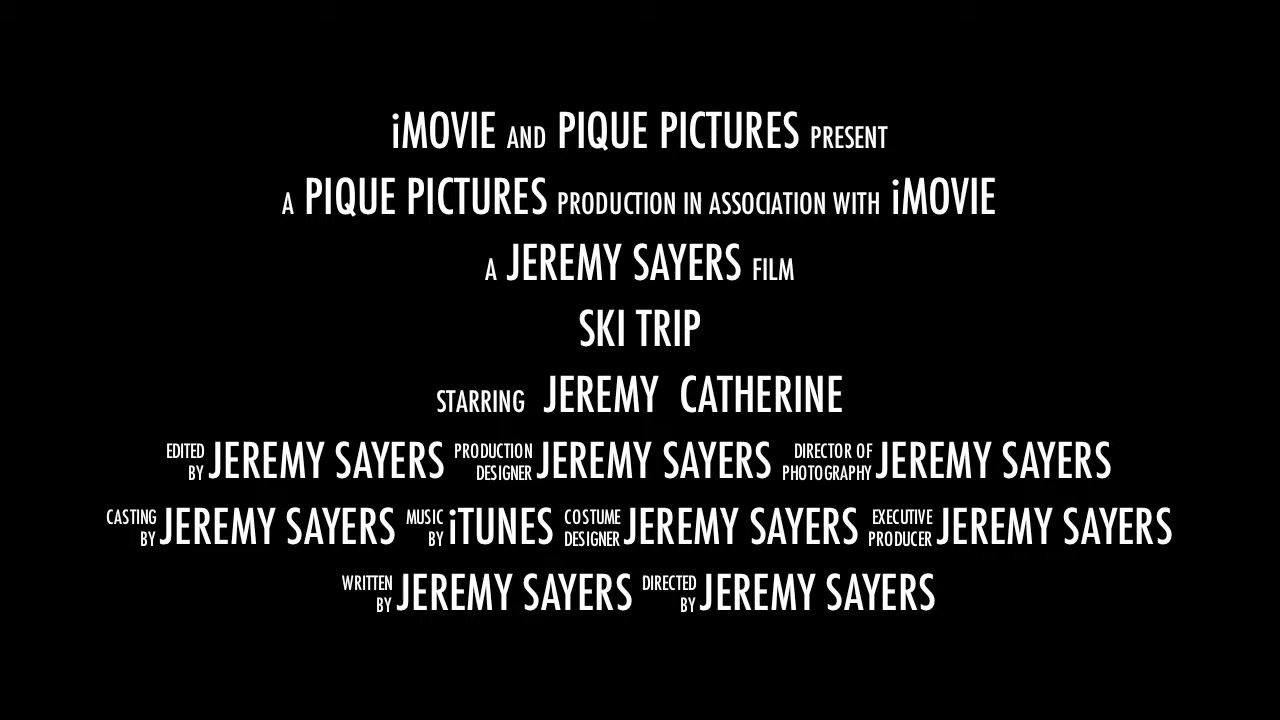 iMOVIE AND PIQUE PICTURES PRESENT
A PIQUE PICTURES PRODUCTION IN ASSOCIATION WITH iMOVIE
A JEREMY SAYERS FILM
SKI TRIP
STARRING JEREMY CATHERINE
EDITED BY JEREMY SAYERS PRODUCTION DESIGNER JEREMY SAYERS DIRECTOR OF PHOTOGRAPHY JEREMY SAYERS
CASTING BY JEREMY SAYERS MUSIC BY iTUNES COSTUME DESIGNER JEREMY SAYERS EXECUTIVE PRODUCER JEREMY SAYERS
WRITTEN BY JEREMY SAYERS DIRECTED BY JEREMY SAYERS